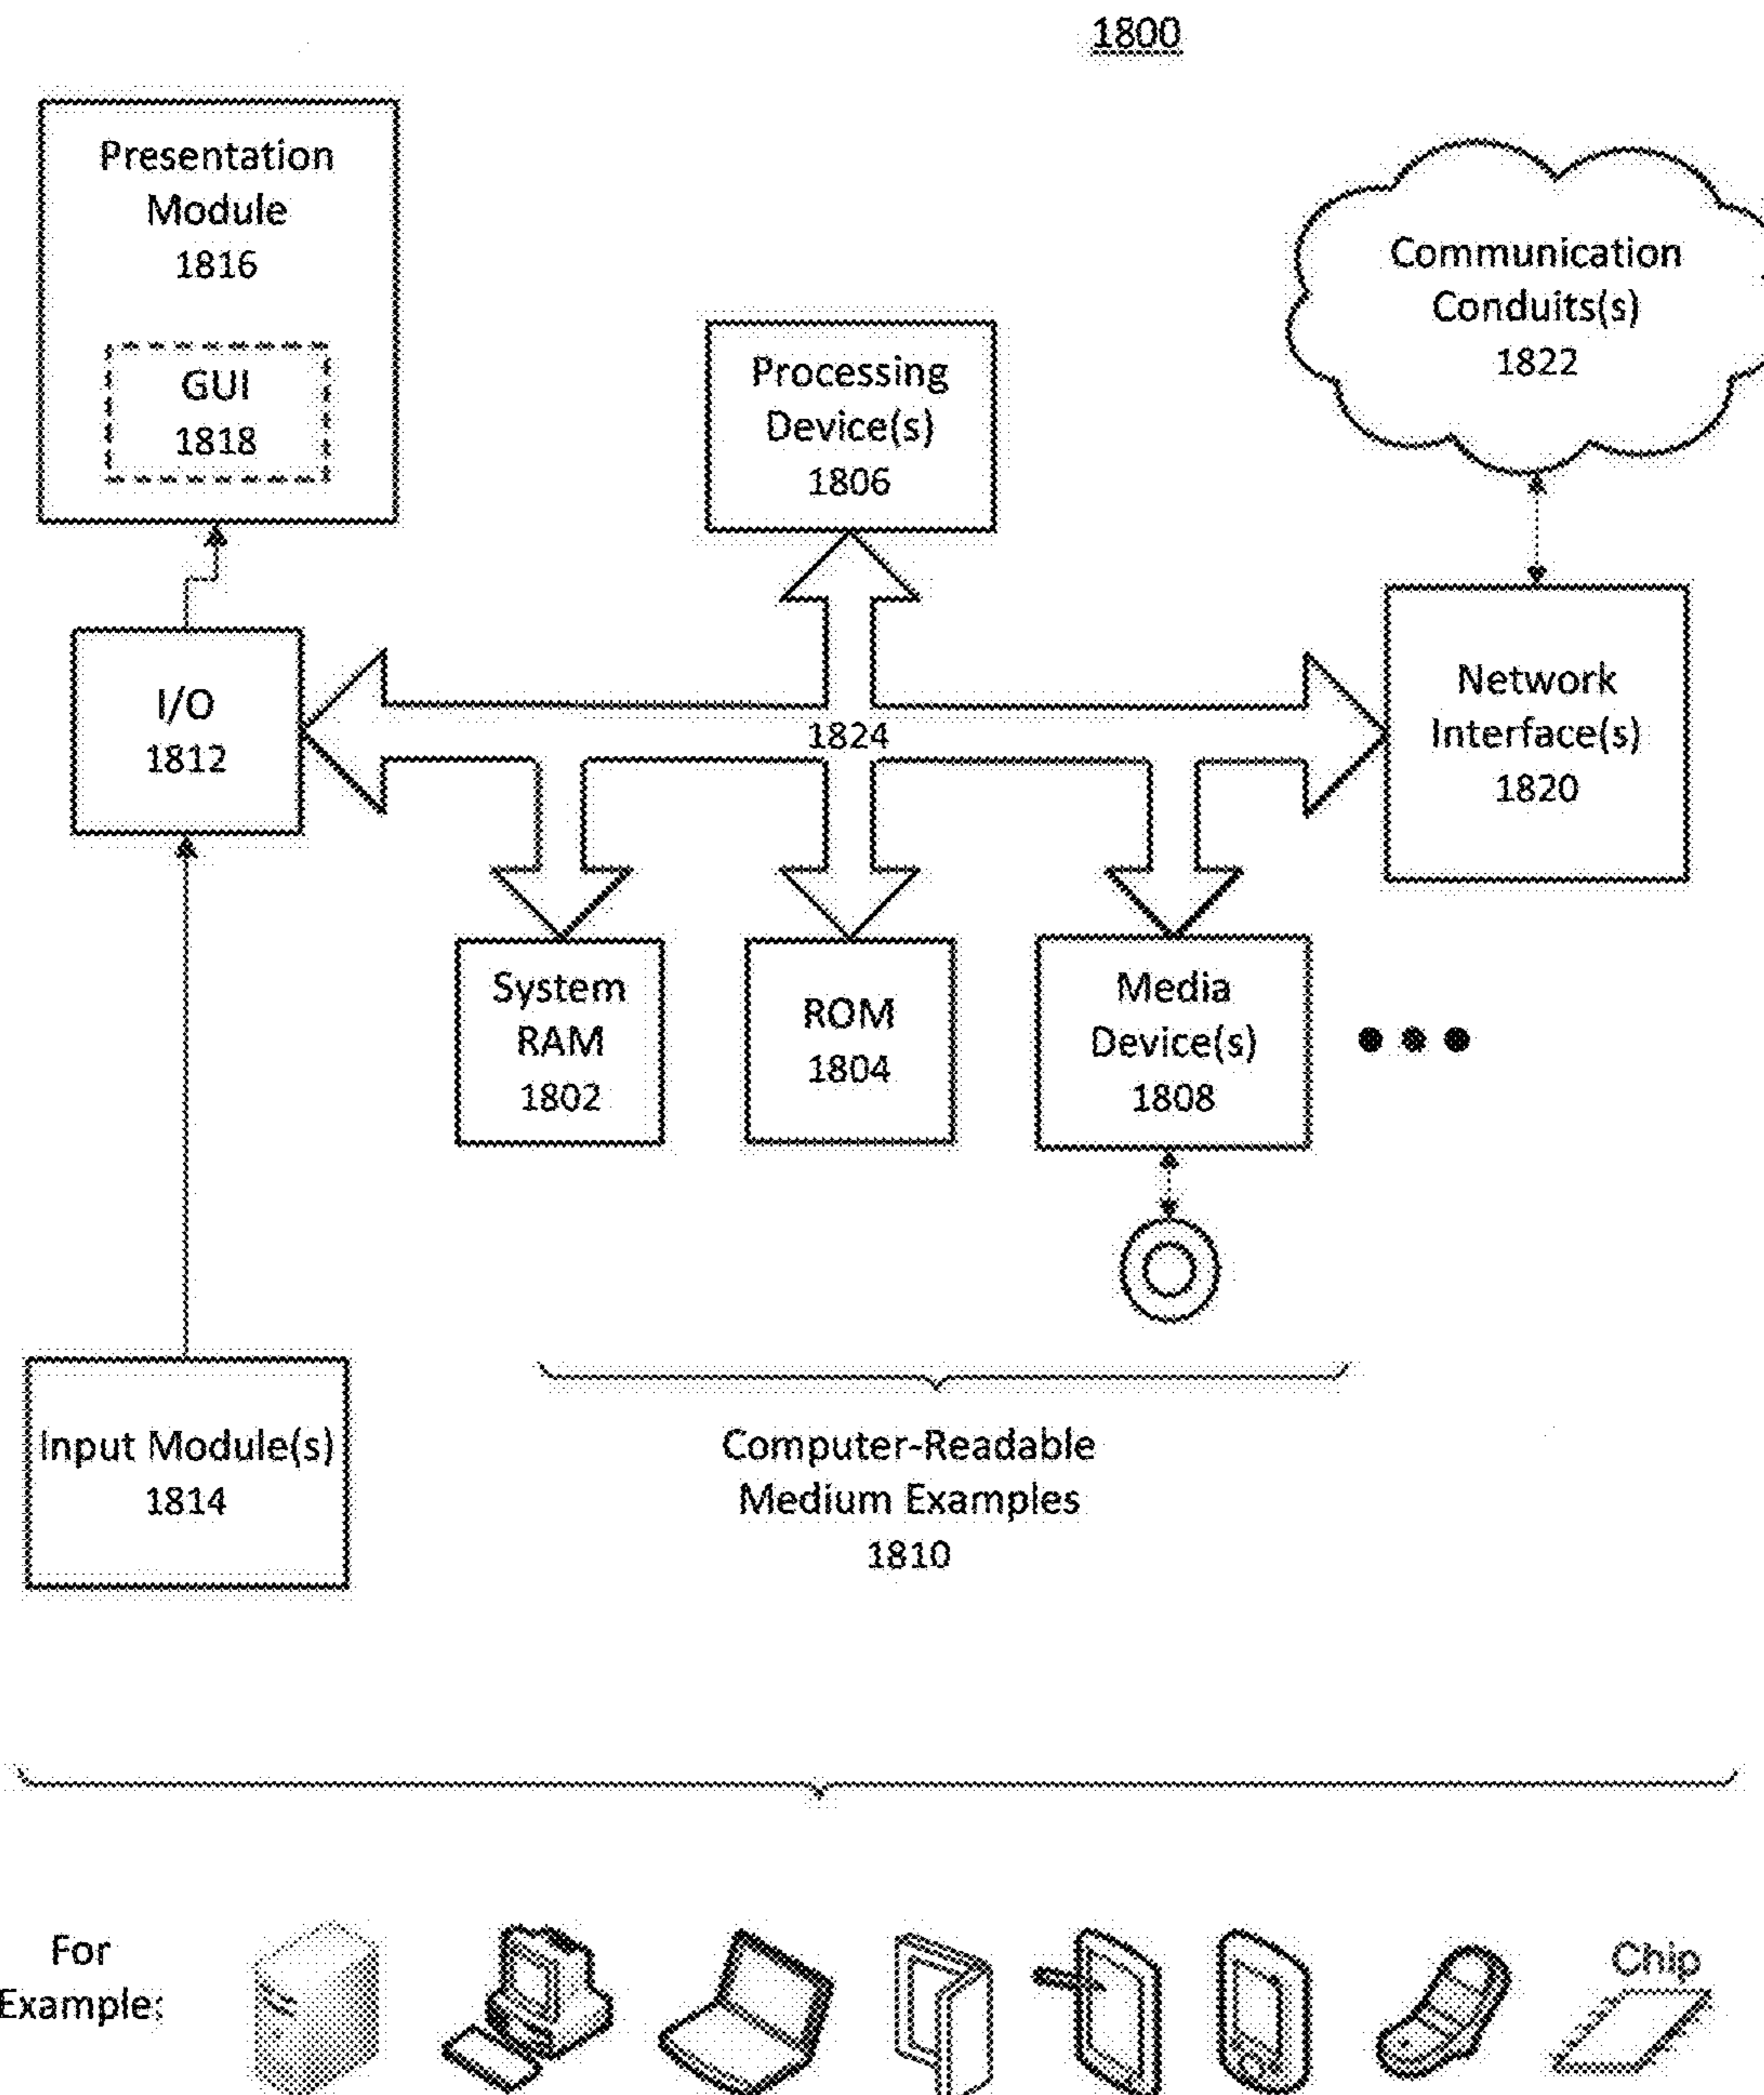 1800
Presentation
Module
1816
GUI
1818
Communication
Conduits(s)
1822
Processing
Device(s)
1806
I/O
1812
1824
Network
Interface(s)
1820
System
RAM
1802
ROM
1804
Media
Device(s)
1808
Input Module(s)
1814
Computer-Readable
Medium Examples
1810
For
Example:
Chip